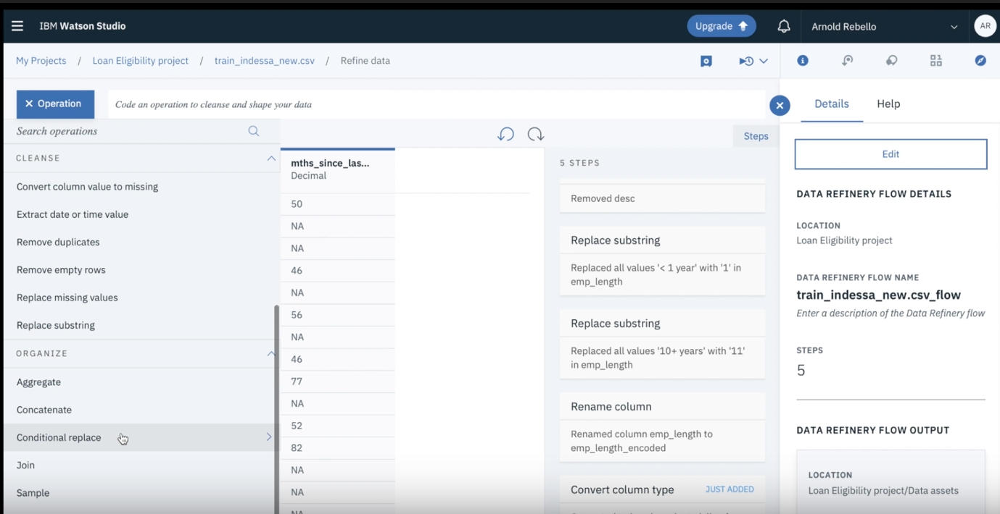 IBM Watson Studio
Upgrade
Arnold Rebello
AR
My Projects / Loan Eligibility project / train_indessa_new.csv / Refine data
× Operation
Code an operation to cleanse and shape your data
Search operations
CLEANSE
Convert column value to missing
Extract date or time value
Remove duplicates
Remove empty rows
Replace missing values
Replace substring
ORGANIZE
Aggregate
Concatenate
Conditional replace
Join
Sample
mths_since_las...
Decimal
50
NA
NA
46
NA
56
NA
46
77
NA
52
82
NA
NA
NA
Steps
5 STEPS
Removed desc
Replace substring
Replaced all values '< 1 year' with '1' in
emp_length
Replace substring
Replaced all values '10+ years' with '11'
in emp_length
Rename column
Renamed column emp_length to
emp_length_encoded
Convert column type JUST ADDED
Details Help
Edit
DATA REFINERY FLOW DETAILS
LOCATION
Loan Eligibility project
DATA REFINERY FLOW NAME
train_indessa_new.csv_flow
Enter a description of the Data Refinery flow
STEPS
5
DATA REFINERY FLOW OUTPUT
LOCATION
Loan Eligibility project/Data assets